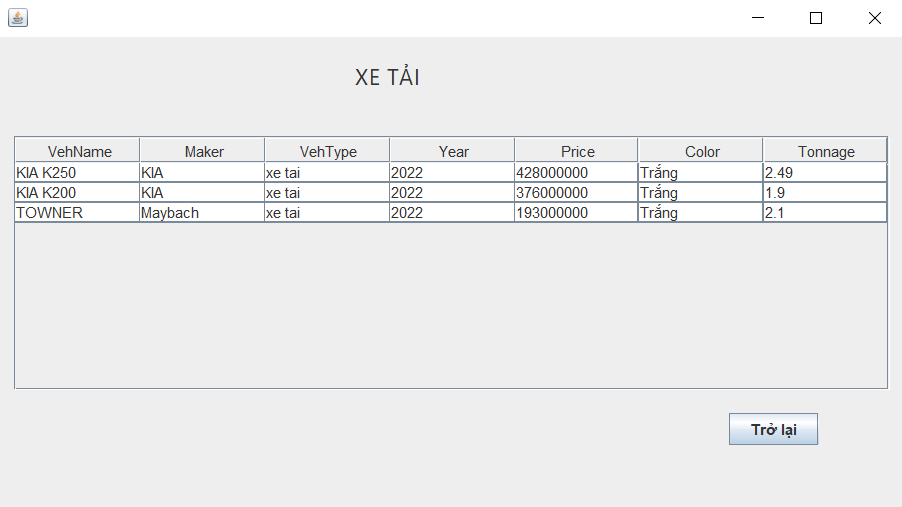 XE TẢI
VehName Maker VehType Year Price Color Tonnage
KIA K250 KIA xe tai 2022 428000000 Trắng 2.49
KIA K200 KIA xe tai 2022 376000000 Trắng 1.9
TOWNER Maybach xe tai 2022 193000000 Trắng 2.1
Trở lại